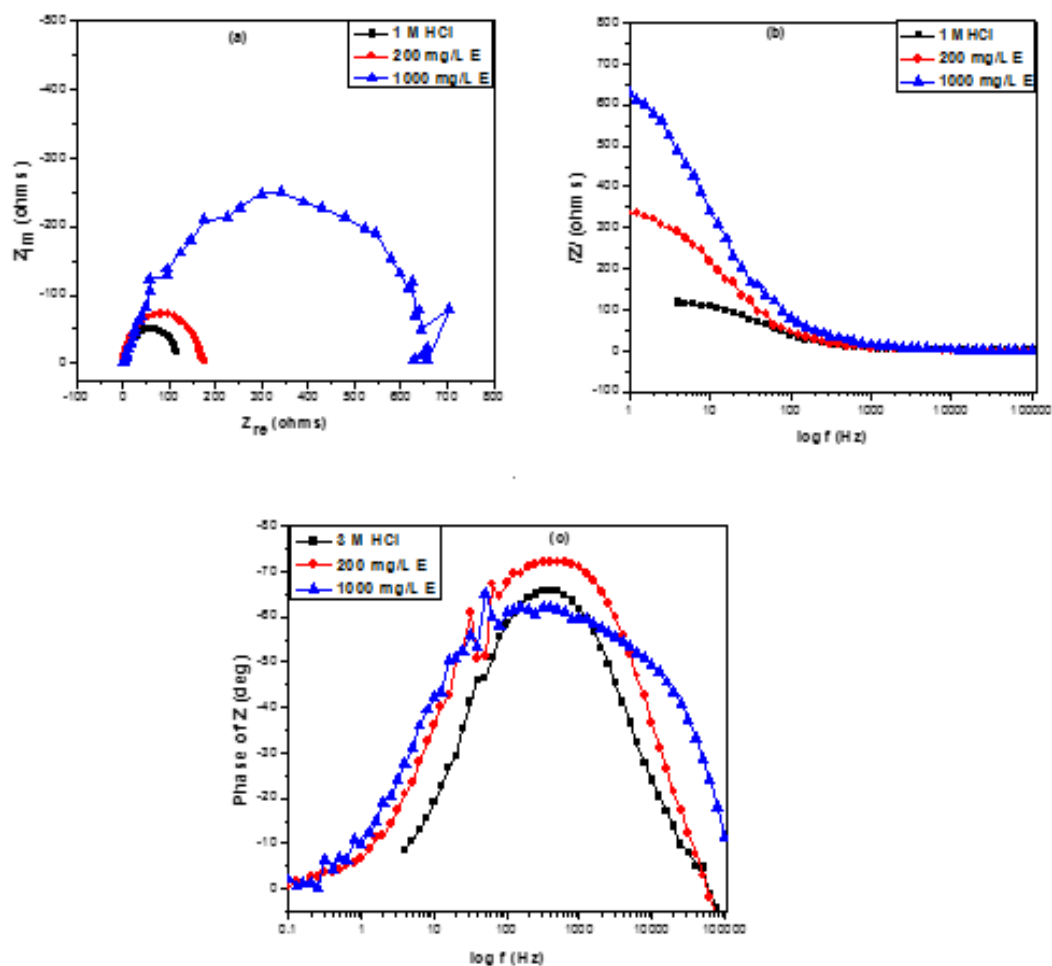 (a)
1 M HCl
200 mg/L E
1000 mg/L E
-500
-400
-300
-200
-100
0
Z_im (ohms)
-100 0 100 200 300 400 500 600 700 800
Z_re (ohms)
(b)
1 M HCl
200 mg/L E
1000 mg/L E
800
700
600
500
400
300
200
100
0
-100
/Z/ (ohms)
1 10 100 1000 10000 100000
log f (Hz)
(c)
3 M HCl
200 mg/L E
1000 mg/L E
-80
-70
-60
-50
-40
-30
-20
-10
0
Phase of Z (deg)
0.1 1 10 100 1000 10000 100000
log f (Hz)